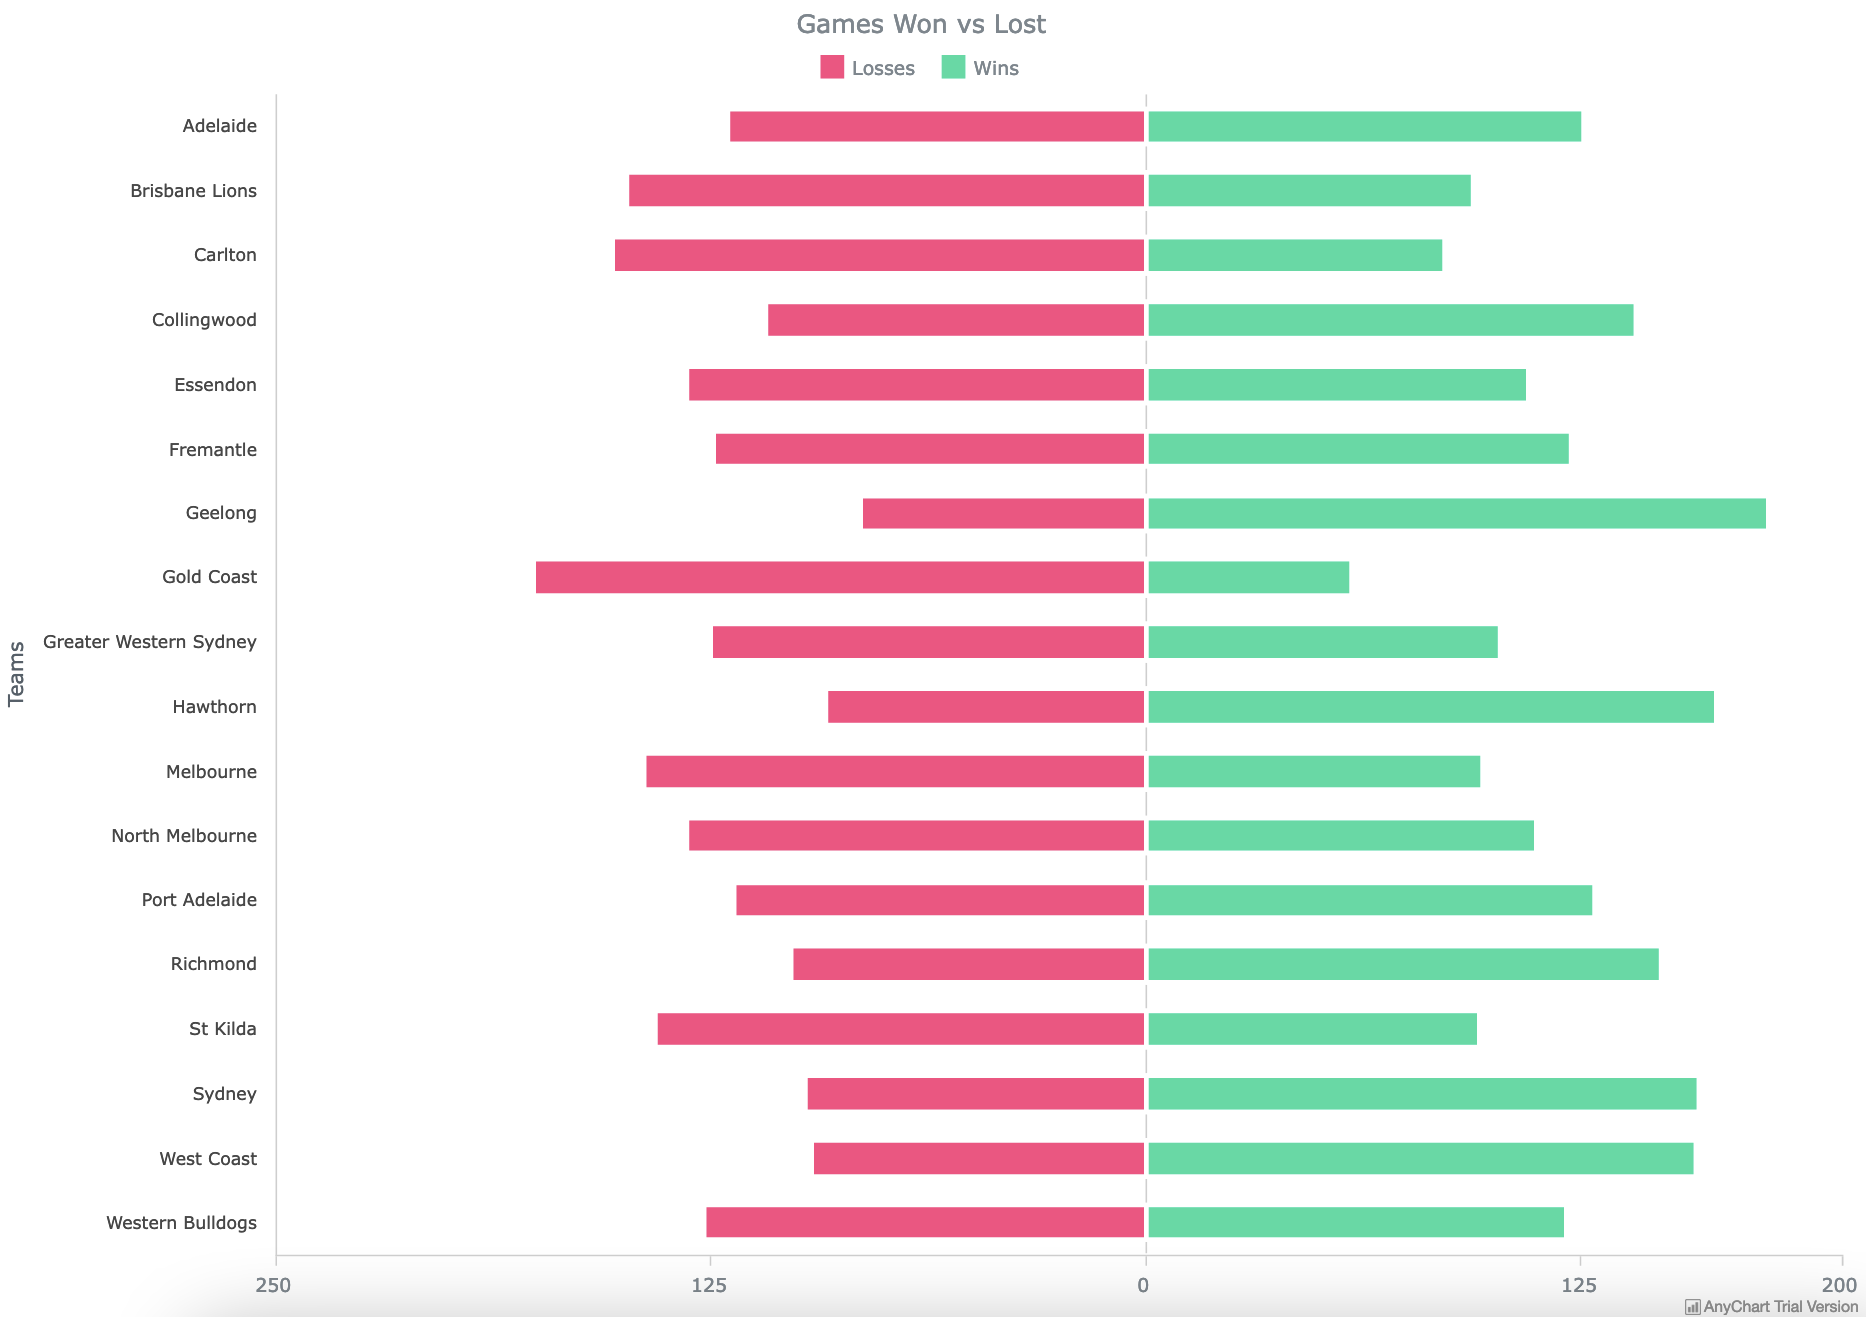 Games Won vs Lost
Losses Wins
Adelaide
Brisbane Lions
Carlton
Collingwood
Essendon
Fremantle
Geelong
Gold Coast
Greater Western Sydney
Teams
Hawthorn
Melbourne
North Melbourne
Port Adelaide
Richmond
St Kilda
Sydney
West Coast
Western Bulldogs
250 125 0 125 200
AnyChart Trial Version